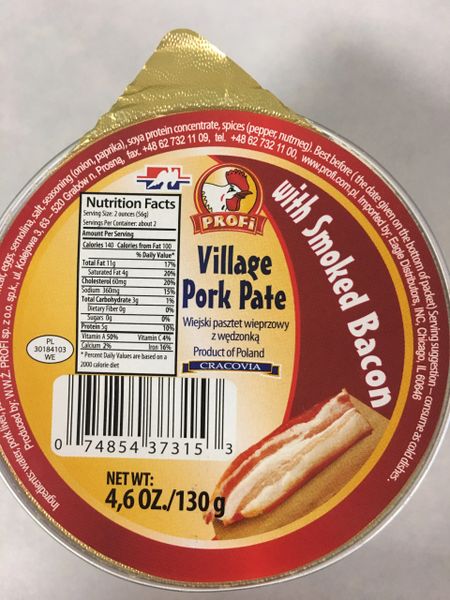 PROFI
Village
Pork Pate
with Smoked Bacon
Wiejski pasztet wieprzowy
z wędzonką
Product of Poland
CRACOVIA
Nutrition Facts
Serving Size: 2 ounces (56g)
Servings Per Container: about 2
Amount Per Serving
Calories 140 Calories from Fat 100
% Daily Value*
Total Fat 11g 17%
Saturated Fat 4g 20%
Cholesterol 60mg 20%
Sodium 360mg 15%
Total Carbohydrate 3g 1%
Dietary Fiber 0g 0%
Sugars 0g 0%
Protein 5g 10%
Vitamin A 50% Vitamin C 4%
Calcium 2% Iron 16%
* Percent Daily Values are based on a
2000 calorie diet
PL
30184103
WE
0 74854 37315 3
NET WT:
4,6 OZ./130 g
Ingredients: water, pork liver, eggs, semolina, salt, seasoning (onion, paprika), soya protein concentrate, spices (pepper, nutmeg). Best before ( the date given on the bottom of packet) Serving suggestion – consume as cold dishes.
Produced by: W.W.Ż. PROFI sp. z o.o. sp.k., ul. Kolejowa 3, 63 - 520 Grabów n. Prosną, fax. +48 62 732 11 09, tel. +48 62 732 11 00, www.profi.com.pl. Imported by: Eagle Distributors, INC, Chicago, IL 60646